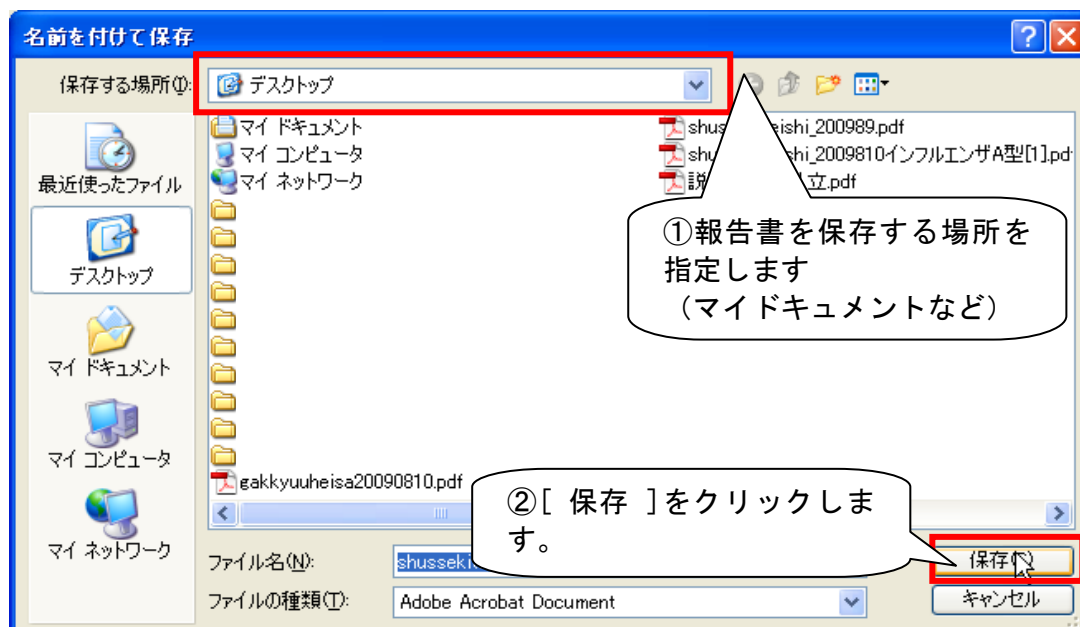 名前を付けて保存
保存する場所(I):
デスクトップ
最近使ったファイル
デスクトップ
マイ ドキュメント
マイ コンピュータ
マイ ネットワーク
マイ ドキュメント
マイ コンピュータ
マイ ネットワーク
gakkyuuheisa20090810.pdf
eishi_200989.pdf
hi_2009810インフルエンザA型[1].pd
立.pdf
①報告書を保存する場所を
指定します
(マイドキュメントなど)
②[ 保存 ]をクリックしま
す。
ファイル名(N):
保存
ファイルの種類(T):
Adobe Acrobat Document
キャンセル